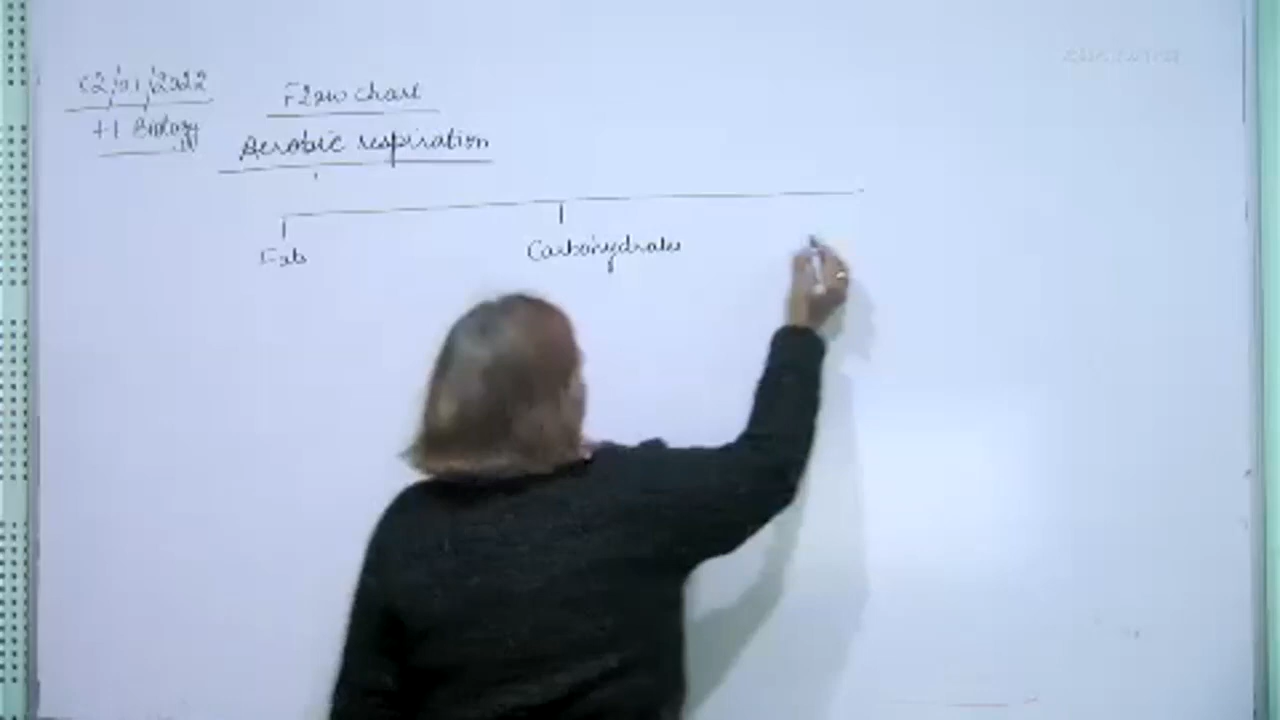 02/01/2022
+1 Biology
Flow chart
Aerobic respiration
Fats
Carbohydrates